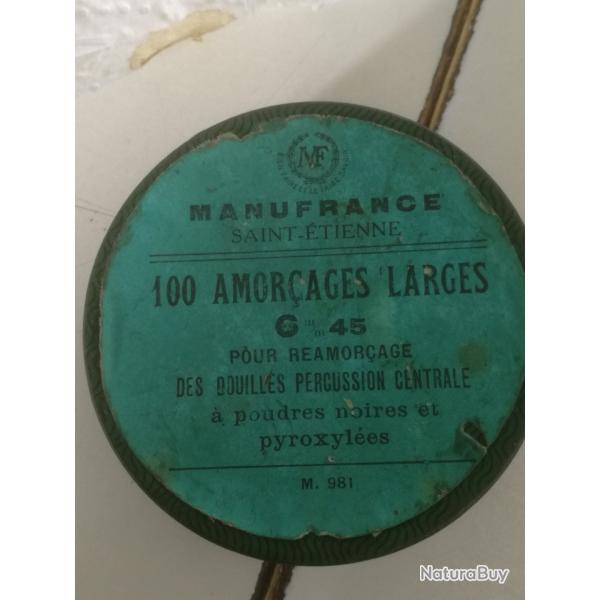 MF
MANUFRANCE
SAINT-ÉTIENNE
100 AMORÇAGES LARGES
6 m/m 45
POUR REAMORÇAGE
DES DOUILLES PERCUSSION CENTRALE
à poudres noires et
pyroxylées
M. 981
NaturaBuy